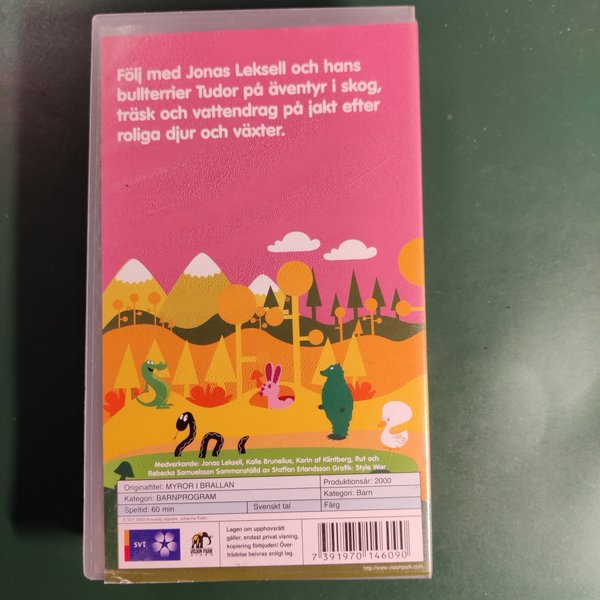 Följ med Jonas Leksell och hans
bullterrier Tudor på äventyr i skog,
träsk och vattendrag på jakt efter
roliga djur och växter.
Medverkande: Jonas Leksell, Kalle Brunelius, Karin af Klintberg, Rut och
Rebecka Samuelsson Sammanställd av Staffan Erlandsson Grafik: Style War
Originaltitel: MYROR I BRALLAN
Produktionsår: 2000
Kategori: BARNPROGRAM
Kategori: Barn
Speltid: 60 min
Svenskt tal
Färg
svt
VISION PARK
Lagen om upphovsrätt
gäller, endast privat visning,
kopiering förbjuden! Över-
trädelse beivras enligt lag.
7 391970 146090
http://www.visionpark.com